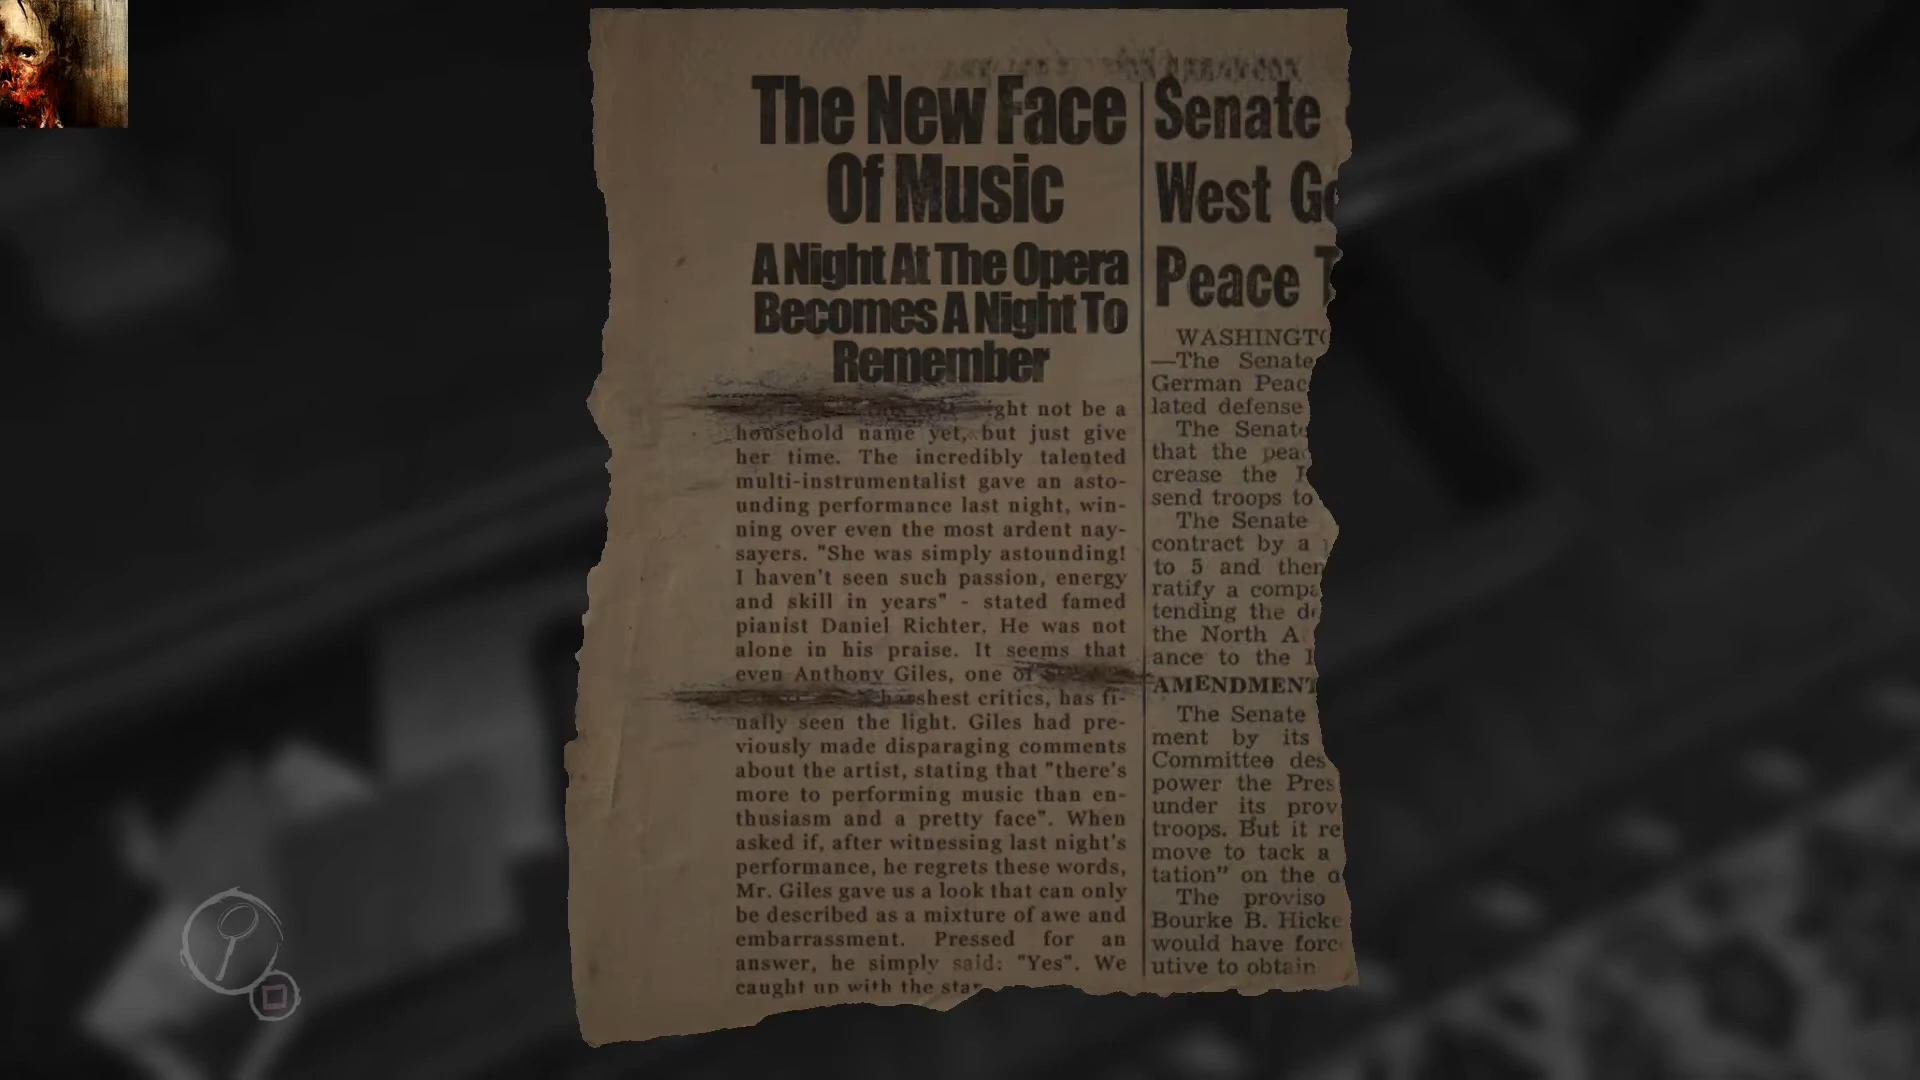 The New Face
Of Music
A Night At The Opera
Becomes A Night To
Remember
not be a
household name yet, but just give
her time. The incredibly talented
multi-instrumentalist gave an asto-
unding performance last night, win-
ning over even the most ardent nay-
sayers. "She was simply astounding!
I haven't seen such passion, energy
and skill in years" - stated famed
pianist Daniel Richter. He was not
alone in his praise. It seems that
even Anthony Giles, one of
harshest critics, has fi-
nally seen the light. Giles had pre-
viously made disparaging comments
about the artist, stating that "there's
more to performing music than en-
thusiasm and a pretty face". When
asked if, after witnessing last night's
performance, he regrets these words,
Mr. Giles gave us a look that can only
be described as a mixture of awe and
embarrassment. Pressed for an
answer, he simply said: "Yes". We
caught up with the star
Senate
West Ge
Peace T
WASHINGTO
—The Senate
German Peac
lated defense
The Senate
that the peac
crease the
send troops to
The Senate
contract by a
to 5 and then
ratify a compa
tending the de
the North A
ance to the
AMENDMENT
The Senate
ment by its
Committee des
power the Pres
under its prov
troops. But it re
move to tack a
tation" on the a
The proviso
Bourke B. Hicke
would have forc
utive to obtain